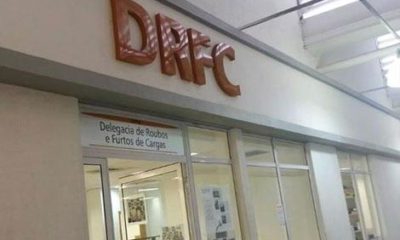 DRFC
Delegacia de Roubos
e Furtos de Cargas